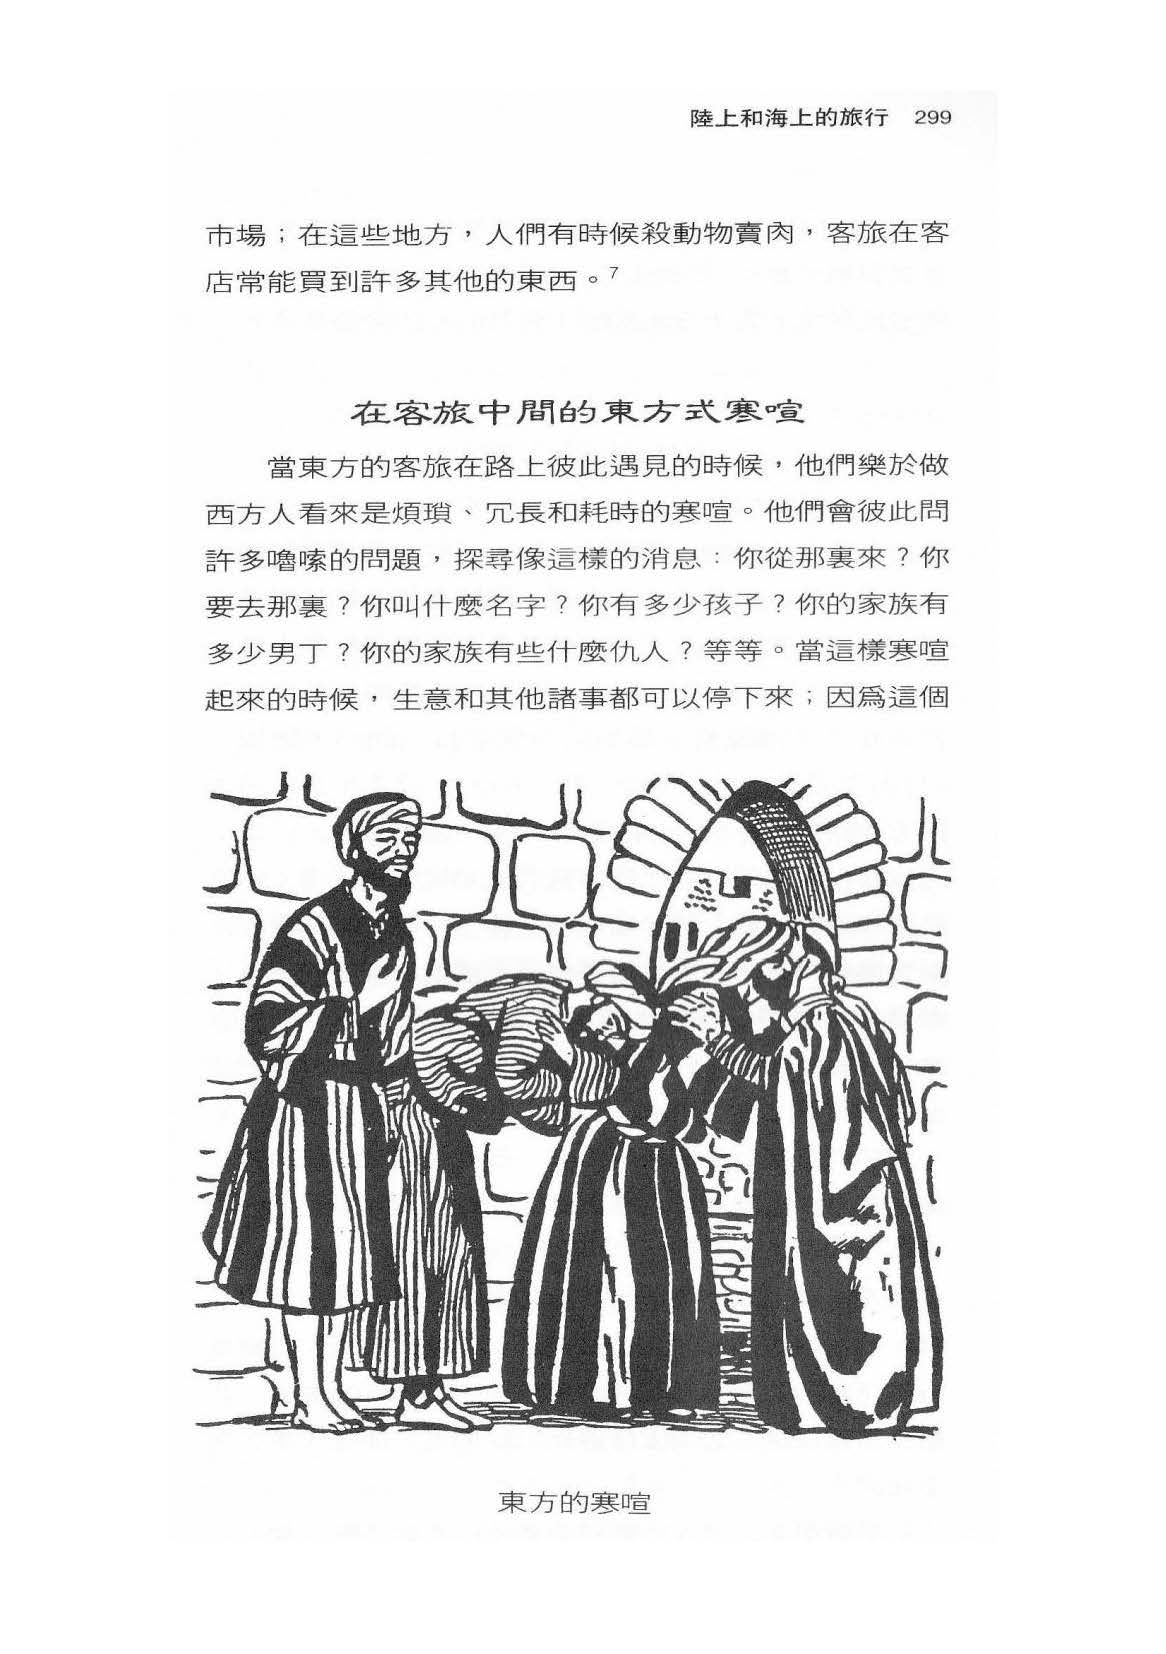 陸上和海上的旅行 299
市場；在這些地方，人們有時候殺動物賣肉，客旅在客
店常能買到許多其他的東西。7
在客旅中間的東方式寒喧
當東方的客旅在路上彼此遇見的時候，他們樂於做
西方人看來是煩瑣、冗長和耗時的寒喧。他們會彼此問
許多嚕嗦的問題，探尋像這樣的消息：你從那裏來？你
要去那裏？你叫什麼名字？你有多少孩子？你的家族有
多少男丁？你的家族有些什麼仇人？等等。當這樣寒喧
起來的時候，生意和其他諸事都可以停下來；因爲這個
東方的寒喧